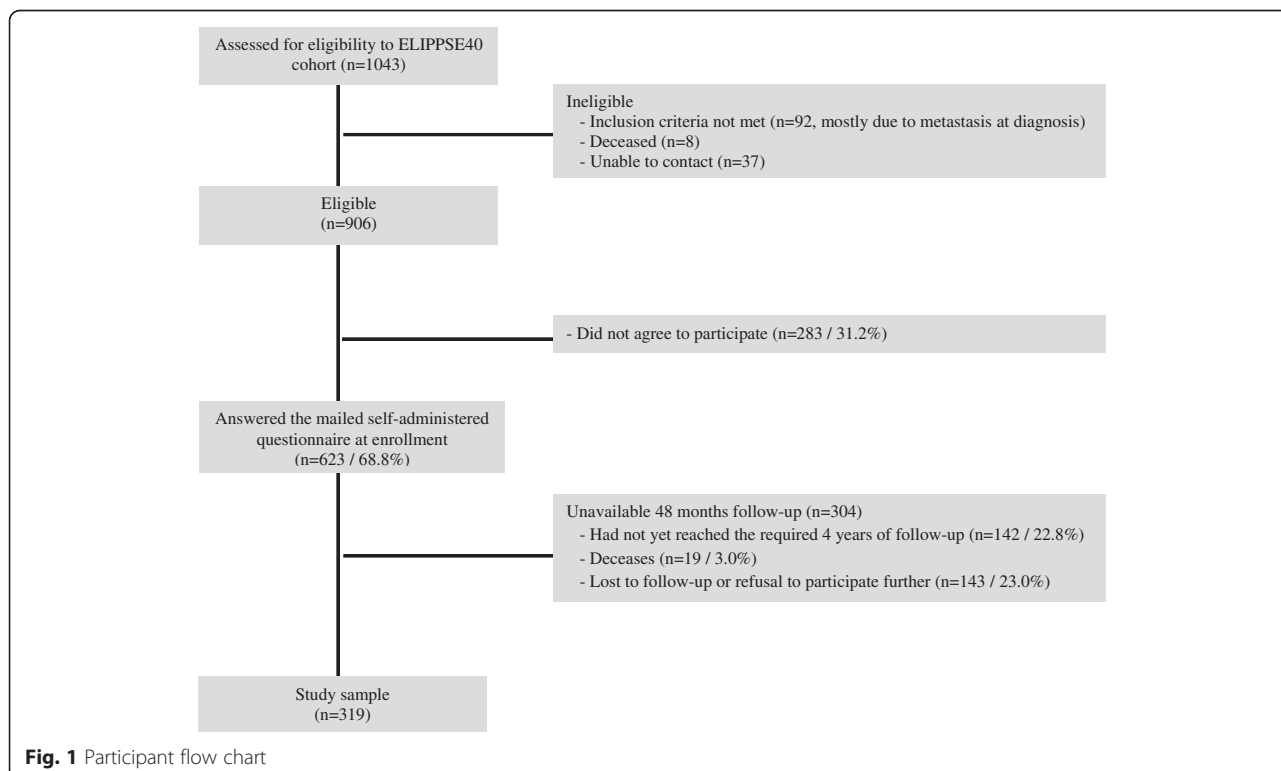 Assessed for eligibility to ELIPPSE40
cohort (n=1043)
Ineligible
- Inclusion criteria not met (n=92, mostly due to metastasis at diagnosis)
- Deceased (n=8)
- Unable to contact (n=37)
Eligible
(n=906)
- Did not agree to participate (n=283 / 31.2%)
Answered the mailed self-administered
questionnaire at enrollment
(n=623 / 68.8%)
Unavailable 48 months follow-up (n=304)
- Had not yet reached the required 4 years of follow-up (n=142 / 22.8%)
- Deceases (n=19 / 3.0%)
- Lost to follow-up or refusal to participate further (n=143 / 23.0%)
Study sample
(n=319)
Fig. 1 Participant flow chart